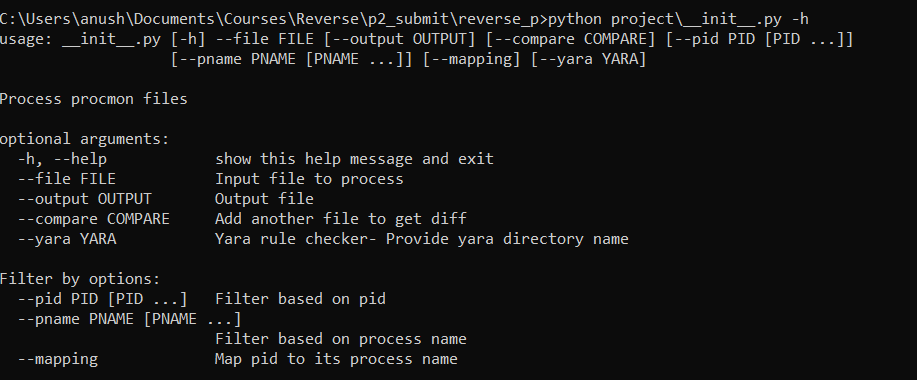 C:\Users\anush\Documents\Courses\Reverse\p2_submit\reverse_p>python project\__init__.py -h
usage: __init__.py [-h] --file FILE [--output OUTPUT] [--compare COMPARE] [--pid PID [PID ...]]
                   [--pname PNAME [PNAME ...]] [--mapping] [--yara YARA]

Process procmon files

optional arguments:
  -h, --help            show this help message and exit
  --file FILE           Input file to process
  --output OUTPUT       Output file
  --compare COMPARE     Add another file to get diff
  --yara YARA           Yara rule checker- Provide yara directory name

Filter by options:
  --pid PID [PID ...]   Filter based on pid
  --pname PNAME [PNAME ...]
                        Filter based on process name
  --mapping             Map pid to its process name